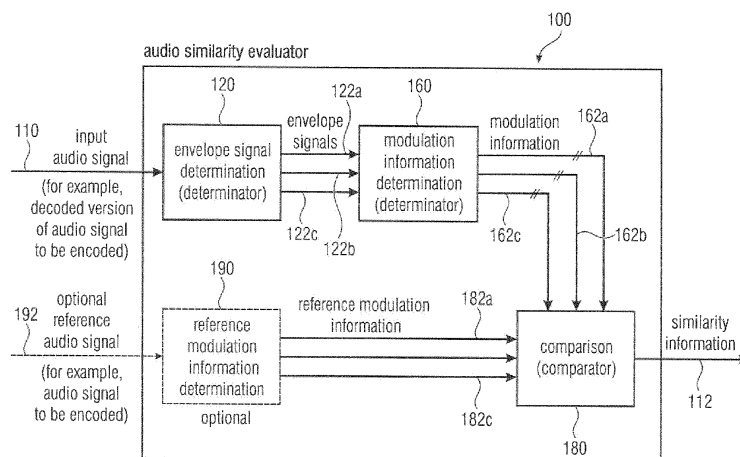 100
audio similarity evaluator
120
122a
160
162a
110
input
audio signal
(for example,
decoded version
of audio signal
to be encoded)
envelope signal
determination
(determinator)
envelope
signals
modulation
information
determination
(determinator)
modulation
information
122c
122b
162c
162b
192
optional
reference
audio signal
(for example,
audio signal
to be encoded)
190
reference
modulation
information
determination
optional
reference modulation
information
182a
182c
comparison
(comparator)
180
similarity
information
112